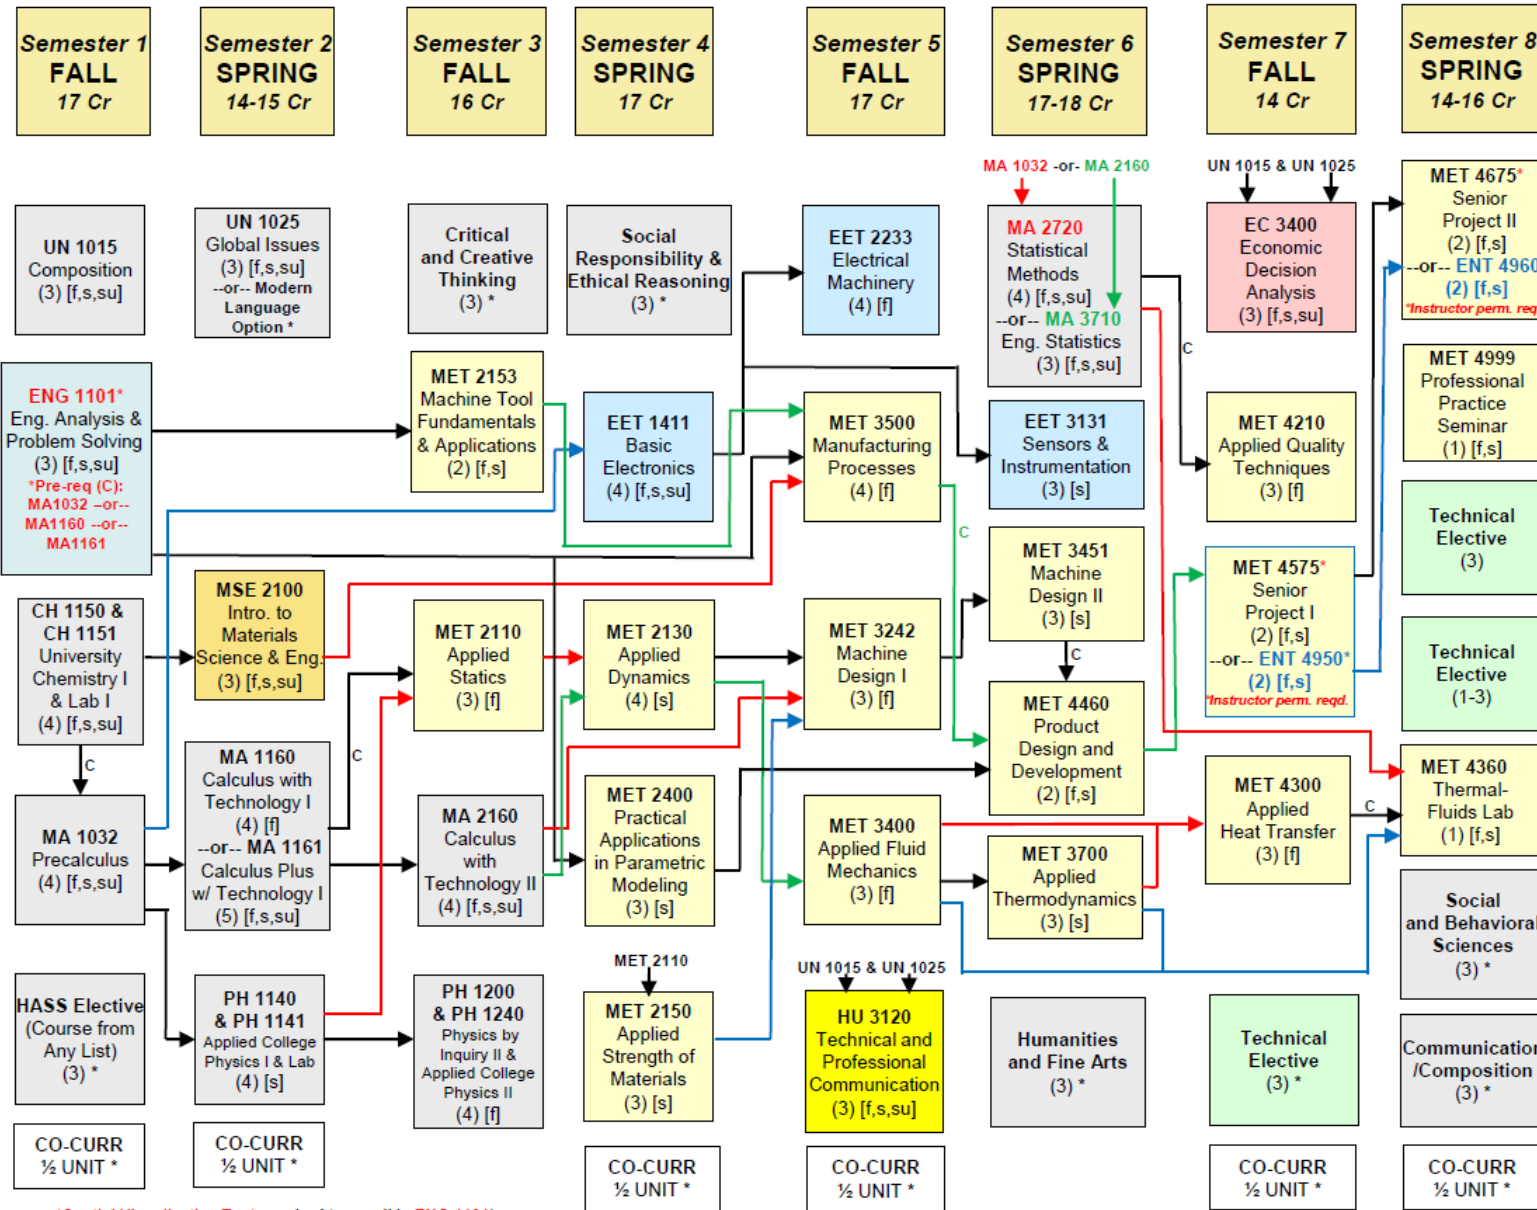 Semester 1
FALL
17 Cr
Semester 2
SPRING
14-15 Cr
Semester 3
FALL
16 Cr
Semester 4
SPRING
17 Cr
Semester 5
FALL
17 Cr
Semester 6
SPRING
17-18 Cr
Semester 7
FALL
14 Cr
Semester 8
SPRING
14-16 Cr
UN 1015
Composition
(3) [f,s,su]
ENG 1101*
Eng. Analysis &
Problem Solving
(3) [f,s,su]
*Pre-req (C):
MA1032 –or--
MA1160 --or--
MA1161
CH 1150 &
CH 1151
University
Chemistry I
& Lab I
(4) [f,s,su]
C
MA 1032
Precalculus
(4) [f,s,su]
HASS Elective
(Course from
Any List)
(3) *
CO-CURR
½ UNIT *
UN 1025
Global Issues
(3) [f,s,su]
--or-- Modern
Language
Option *
MSE 2100
Intro. to
Materials
Science & Eng.
(3) [f,s,su]
MA 1160
Calculus with
Technology I
(4) [f]
--or-- MA 1161
Calculus Plus
w/ Technology I
(5) [f,s,su]
C
PH 1140
& PH 1141
Applied College
Physics I & Lab
(4) [s]
CO-CURR
½ UNIT *
Critical
and Creative
Thinking
(3) *
MET 2153
Machine Tool
Fundamentals
& Applications
(2) [f,s]
MET 2110
Applied
Statics
(3) [f]
MA 2160
Calculus
with
Technology II
(4) [f,s,su]
PH 1200
& PH 1240
Physics by
Inquiry II &
Applied College
Physics II
(4) [f]
Social
Responsibility &
Ethical Reasoning
(3) *
EET 1411
Basic
Electronics
(4) [f,s,su]
MET 2130
Applied
Dynamics
(4) [s]
MET 2400
Practical
Applications
in Parametric
Modeling
(3) [s]
MET 2110
MET 2150
Applied
Strength of
Materials
(3) [s]
CO-CURR
½ UNIT *
EET 2233
Electrical
Machinery
(4) [f]
MET 3500
Manufacturing
Processes
(4) [f]
C
MET 3242
Machine
Design I
(3) [f]
MET 3400
Applied Fluid
Mechanics
(3) [f]
UN 1015 & UN 1025
HU 3120
Technical and
Professional
Communication
(3) [f,s,su]
CO-CURR
½ UNIT *
MA 1032 -or- MA 2160
MA 2720
Statistical
Methods
(4) [f,s,su]
--or-- MA 3710
Eng. Statistics
(3) [f,s,su]
C
EET 3131
Sensors &
Instrumentation
(3) [s]
MET 3451
Machine
Design II
(3) [s]
C
MET 4460
Product
Design and
Development
(2) [f,s]
MET 3700
Applied
Thermodynamics
(3) [s]
Humanities
and Fine Arts
(3) *
UN 1015 & UN 1025
EC 3400
Economic
Decision
Analysis
(3) [f,s,su]
MET 4210
Applied Quality
Techniques
(3) [f]
MET 4575*
Senior
Project I
(2) [f,s]
--or-- ENT 4950*
(2) [f,s]
*Instructor perm. reqd.
MET 4300
Applied
Heat Transfer
(3) [f]
C
Technical
Elective
(3) *
CO-CURR
½ UNIT *
MET 4675*
Senior
Project II
(2) [f,s]
--or-- ENT 4960
(2) [f,s]
*Instructor perm. req
MET 4999
Professional
Practice
Seminar
(1) [f,s]
Technical
Elective
(3)
Technical
Elective
(1-3)
MET 4360
Thermal-
Fluids Lab
(1) [f,s]
Social
and Behavioral
Sciences
(3) *
Communication
/Composition
(3) *
CO-CURR
½ UNIT *